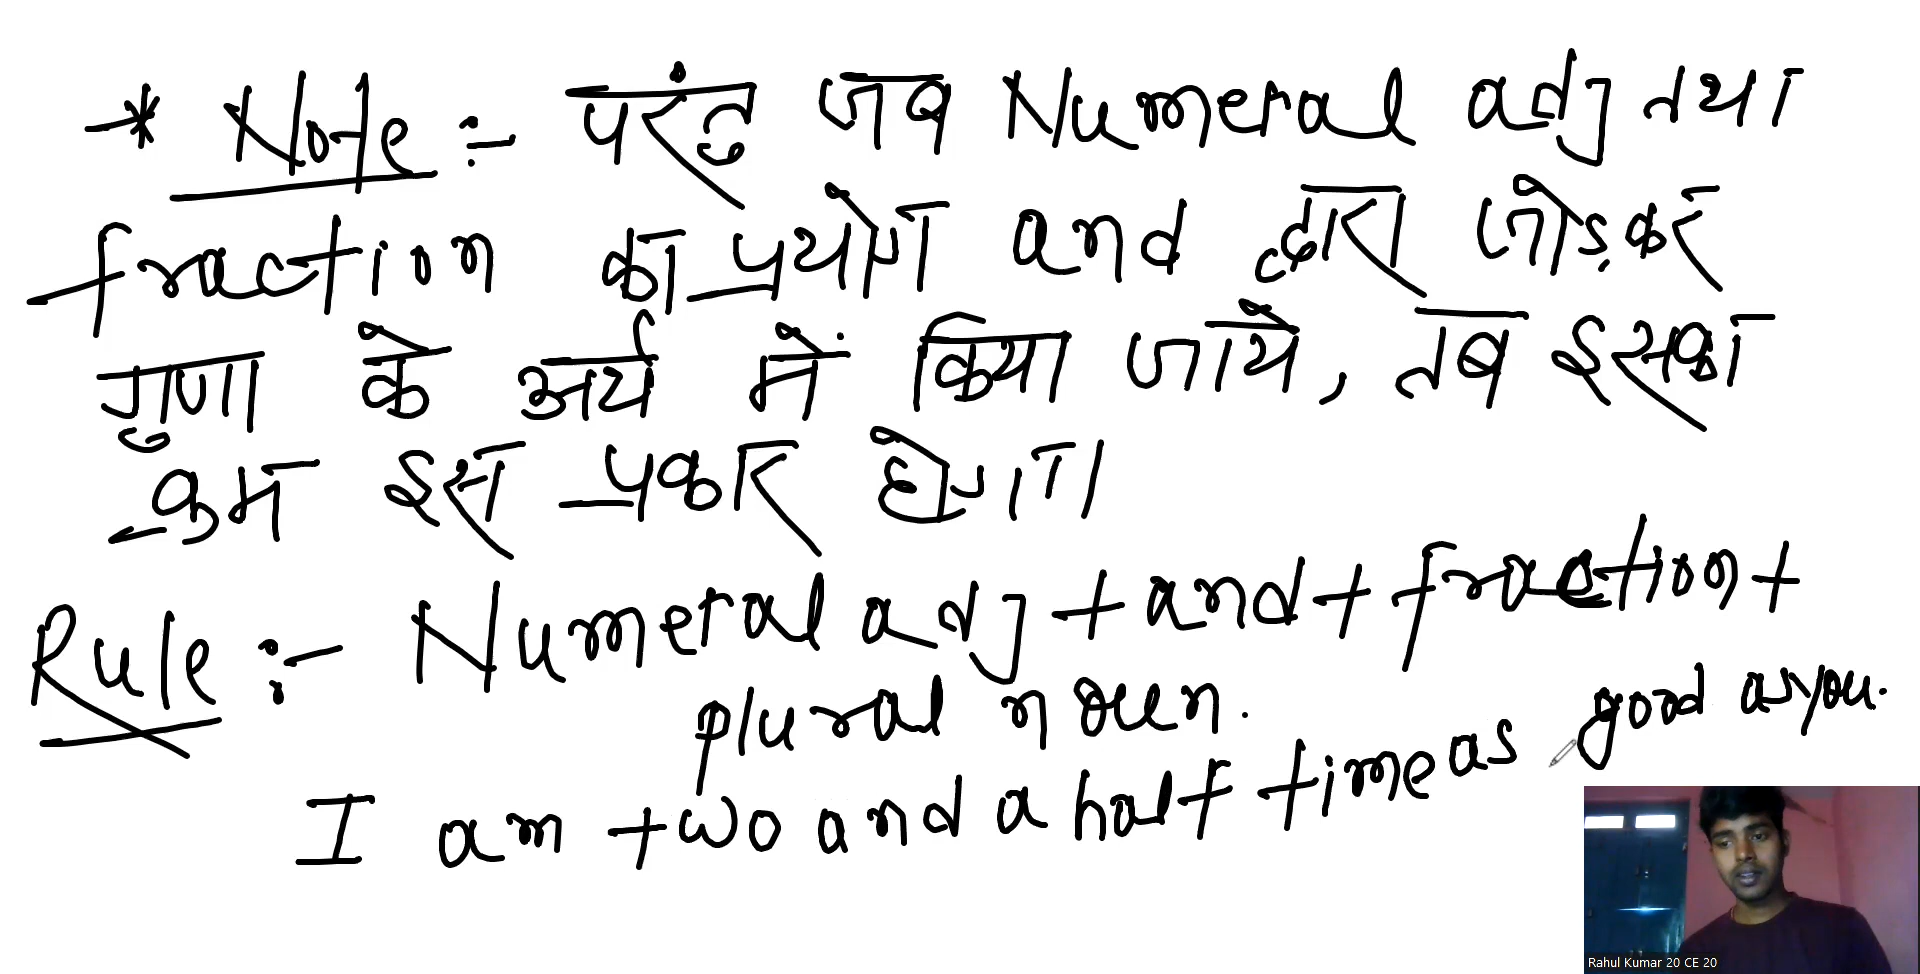 * Note :- परंतु जब Numeral adj तथा
fraction का प्रयोग and द्वारा जोड़कर
गुणा के अर्थ में किया जाये, तब इसका
क्रम इस प्रकार होगा।
Rule :- Numeral adj + and + fraction +
plural noun.
I am two and a half time as good as you.
Rahul Kumar 20 CE 20